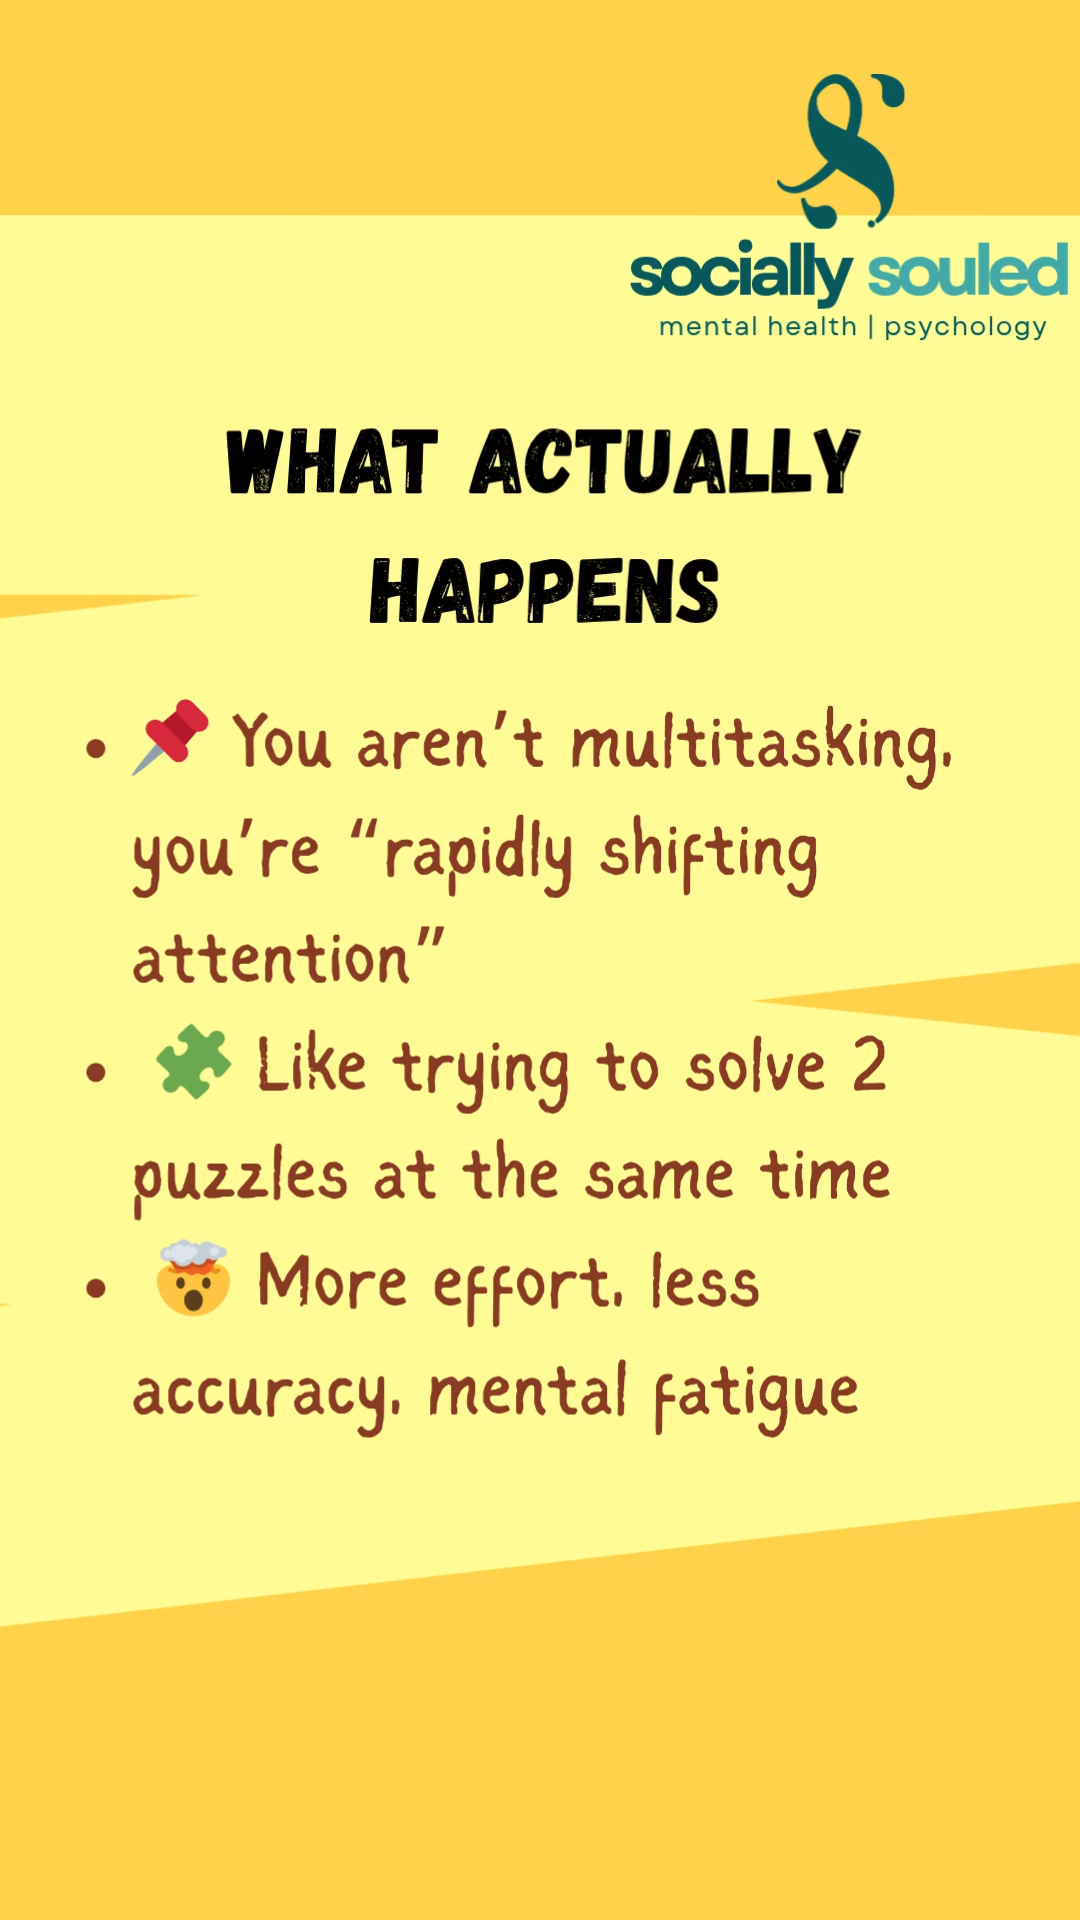 socially souled
mental health | psychology
WHAT ACTUALLY
HAPPENS
• 📌 You aren't multitasking,
you're “rapidly shifting
attention”
• 🧩 Like trying to solve 2
puzzles at the same time
• 🤯 More effort, less
accuracy, mental fatigue